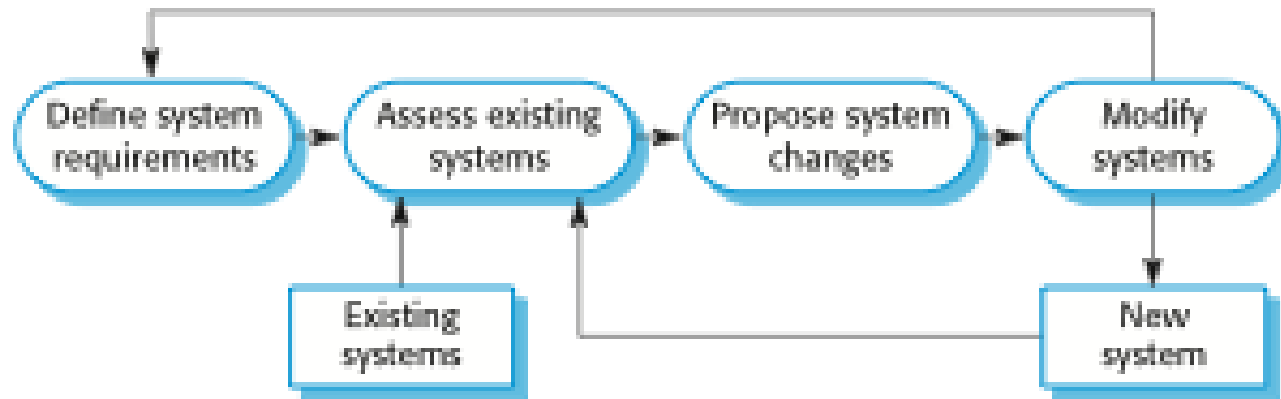 Define system
requirements
Assess existing
systems
Propose system
changes
Modify
systems
Existing
systems
New
system